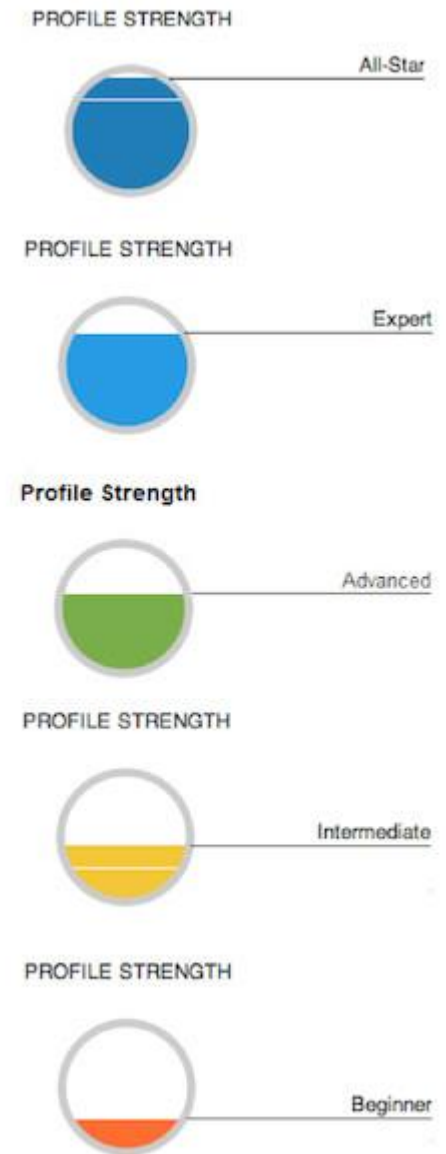 PROFILE STRENGTH
All-Star
PROFILE STRENGTH
Expert
Profile Strength
Advanced
PROFILE STRENGTH
Intermediate
PROFILE STRENGTH
Beginner